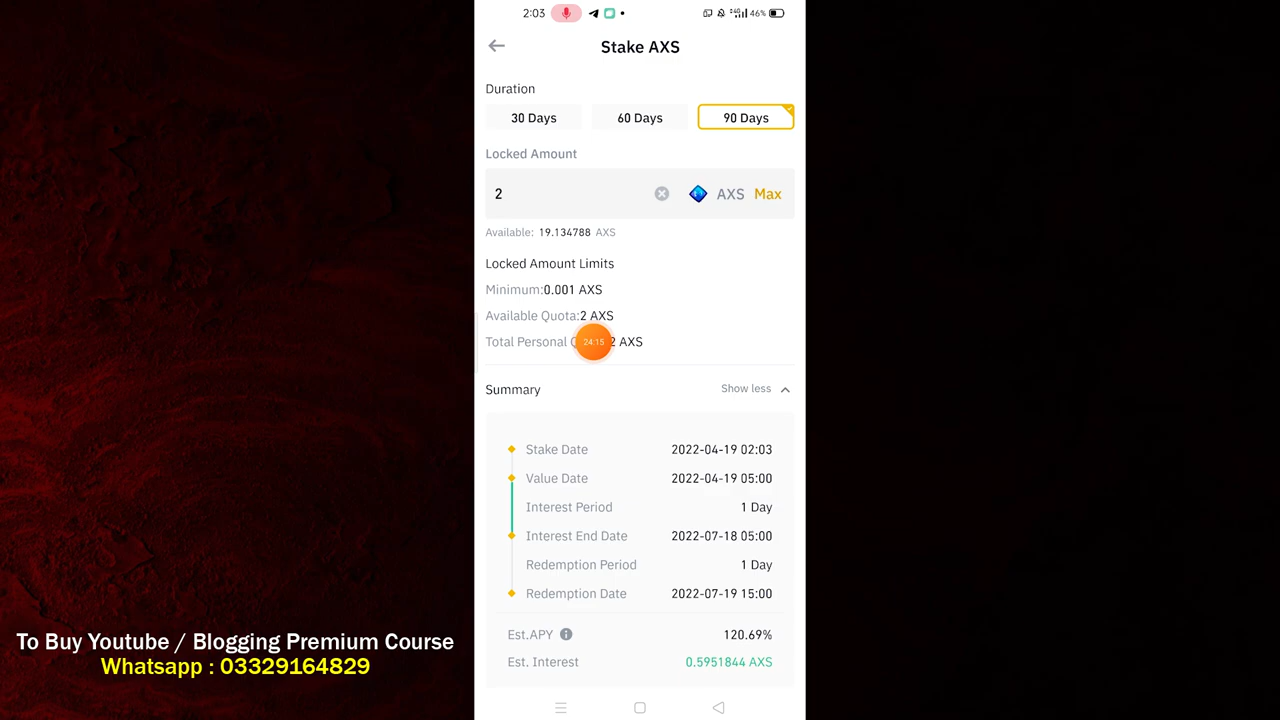 2:03
46%
Stake AXS
Duration
30 Days 60 Days 90 Days
Locked Amount
2 AXS Max
Available: 19.134788 AXS
Locked Amount Limits
Minimum:0.001 AXS
Available Quota:2 AXS
Total Personal 2 AXS
24:15
Summary Show less
Stake Date 2022-04-19 02:03
Value Date 2022-04-19 05:00
Interest Period 1 Day
Interest End Date 2022-07-18 05:00
Redemption Period 1 Day
Redemption Date 2022-07-19 15:00
Est.APY 120.69%
Est. Interest 0.5951844 AXS
To Buy Youtube / Blogging Premium Course
Whatsapp : 03329164829